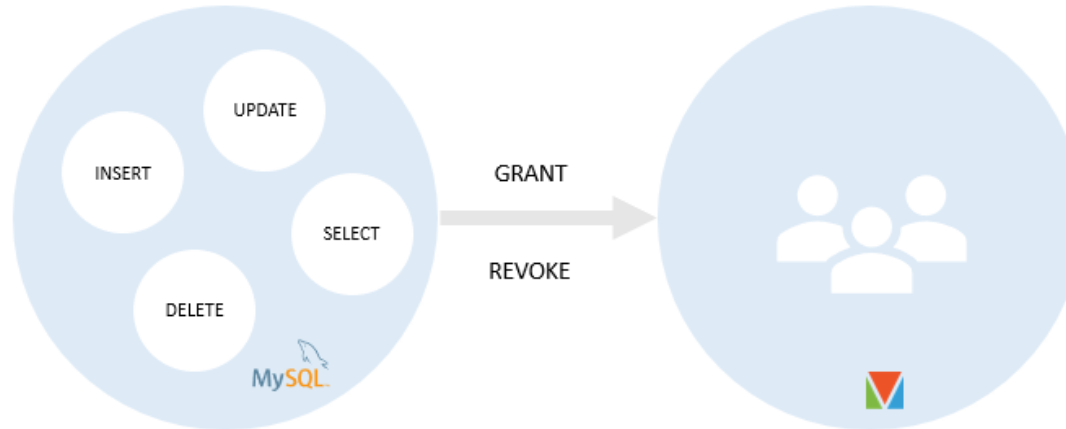 UPDATE
INSERT
GRANT
SELECT
REVOKE
DELETE
MySQL